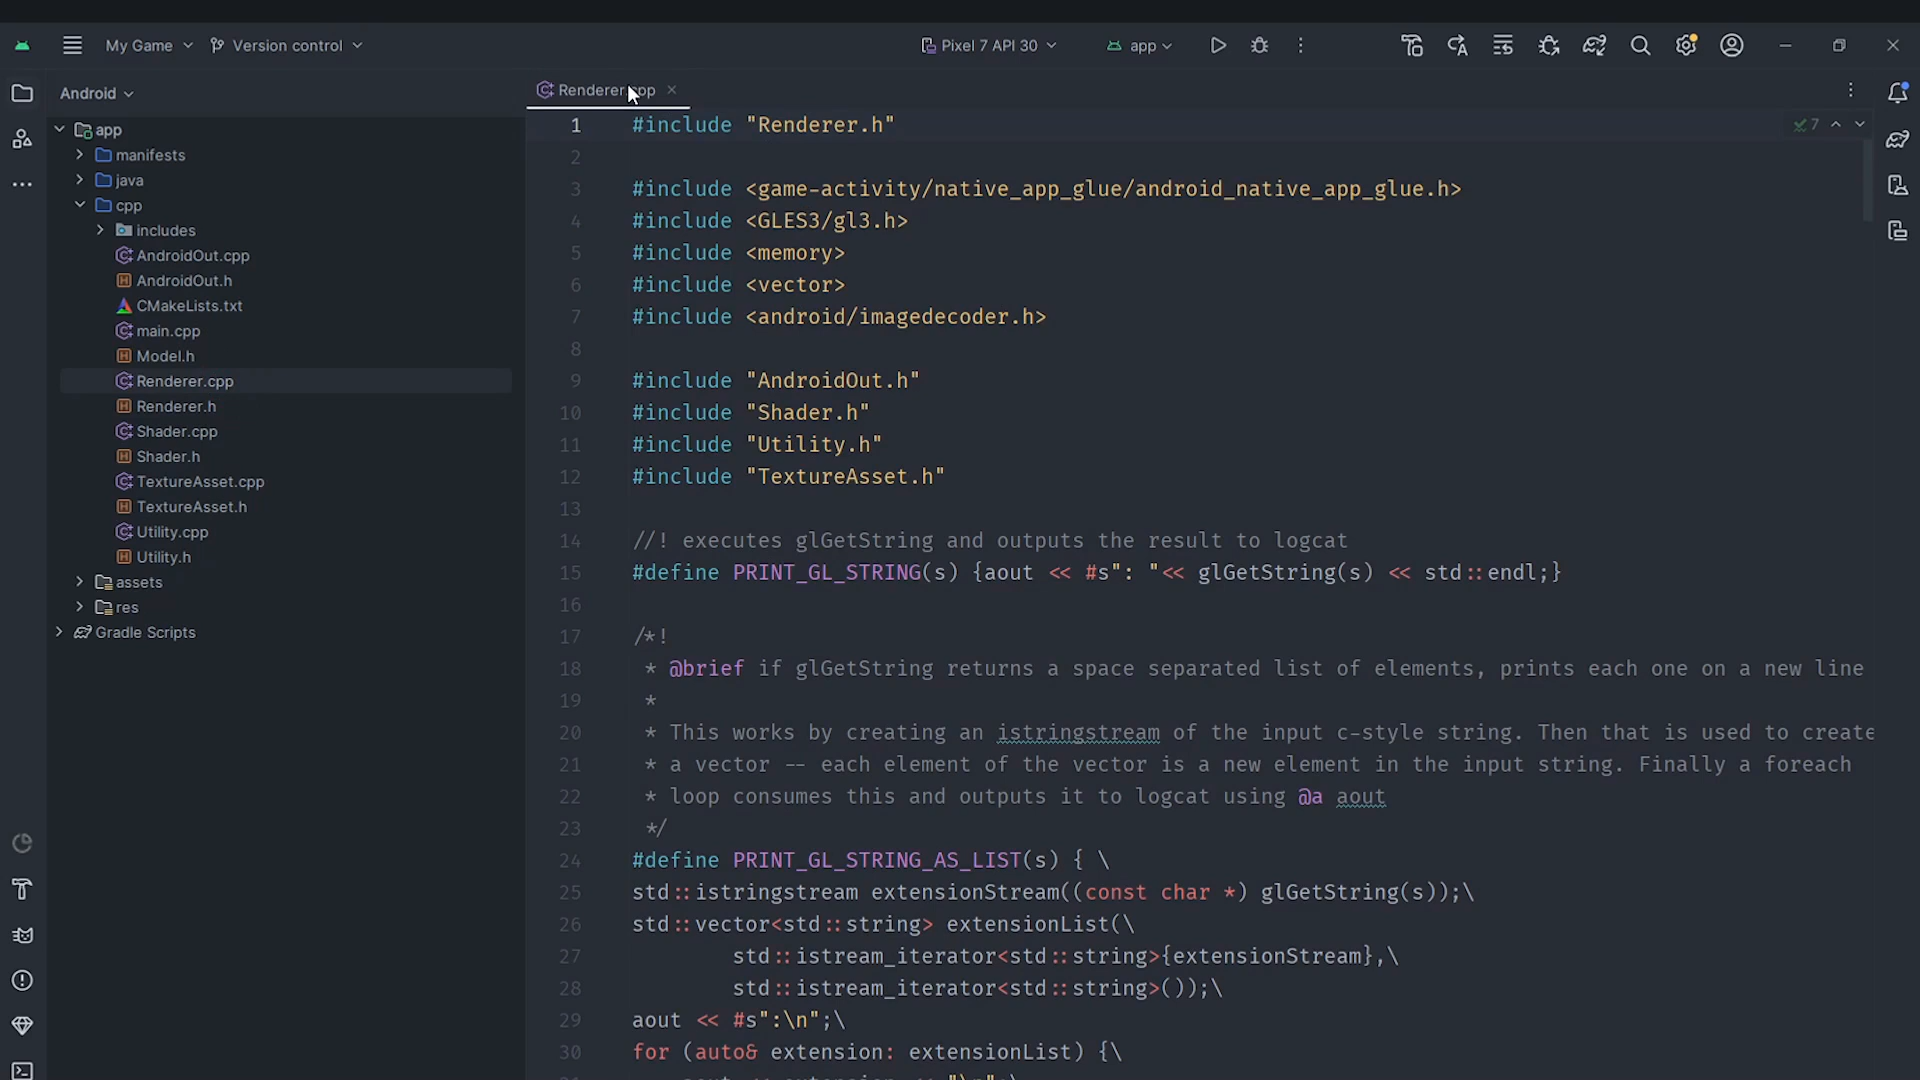 My Game
Version control
Pixel 7 API 30
app
Android
Renderer.cpp
app
manifests
java
cpp
includes
AndroidOut.cpp
AndroidOut.h
CMakeLists.txt
main.cpp
Model.h
Renderer.cpp
Renderer.h
Shader.cpp
Shader.h
TextureAsset.cpp
TextureAsset.h
Utility.cpp
Utility.h
assets
res
Gradle Scripts
7
1 #include "Renderer.h"
2
3 #include <game-activity/native_app_glue/android_native_app_glue.h>
4 #include <GLES3/gl3.h>
5 #include <memory>
6 #include <vector>
7 #include <android/imagedecoder.h>
8
9 #include "AndroidOut.h"
10 #include "Shader.h"
11 #include "Utility.h"
12 #include "TextureAsset.h"
13
14 //! executes glGetString and outputs the result to logcat
15 #define PRINT_GL_STRING(s) {aout << #s": "<< glGetString(s) << std::endl;}
16
17 /*!
18 * @brief if glGetString returns a space separated list of elements, prints each one on a new line
19 *
20 * This works by creating an istringstream of the input c-style string. Then that is used to create
21 * a vector -- each element of the vector is a new element in the input string. Finally a foreach
22 * loop consumes this and outputs it to logcat using @a aout
23 */
24 #define PRINT_GL_STRING_AS_LIST(s) { \
25 std::istringstream extensionStream((const char *) glGetString(s));\
26 std::vector<std::string> extensionList(\
27 std::istream_iterator<std::string>{extensionStream},\
28 std::istream_iterator<std::string>());\
29 aout << #s":\n";\
30 for (auto& extension: extensionList) {\